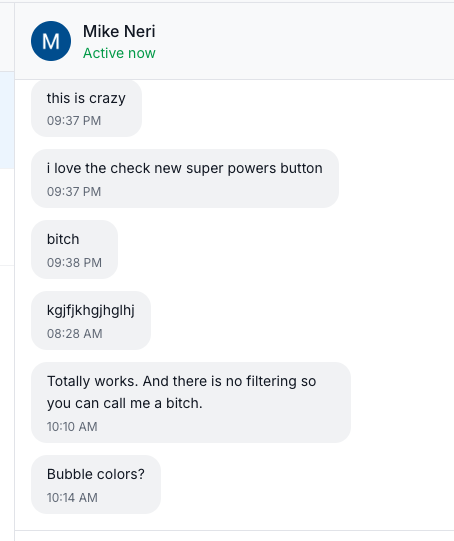 M
Mike Neri
Active now
this is crazy
09:37 PM
i love the check new super powers button
09:37 PM
bitch
09:38 PM
kgjfjkhgjhglhj
08:28 AM
Totally works. And there is no filtering so
you can call me a bitch.
10:10 AM
Bubble colors?
10:14 AM